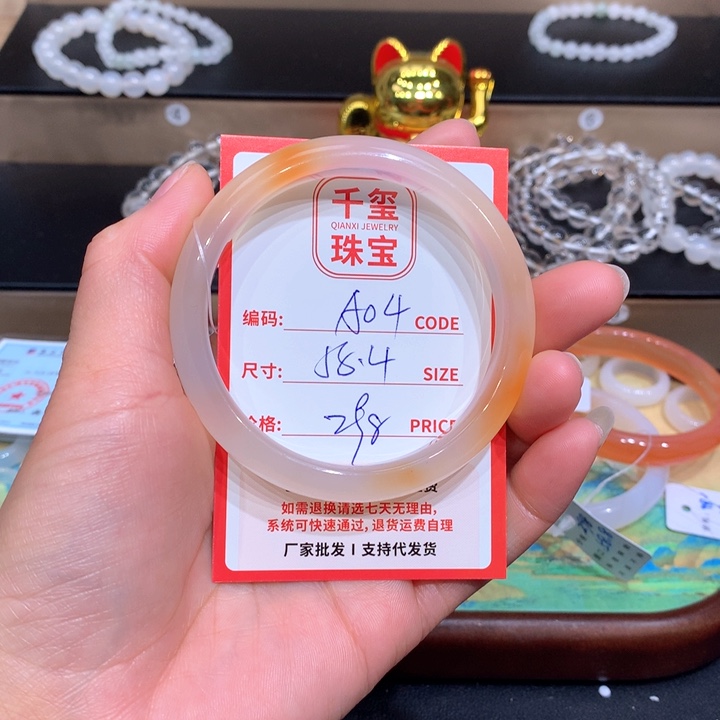 千玺
QIANXI JEWELRY
珠宝
编码: A04 CODE
尺寸: 58.4 SIZE
价格: 298 PRICE
如需退换请选七天无理由,
系统可快速通过,退货运费自理
厂家批发 I 支持代发货